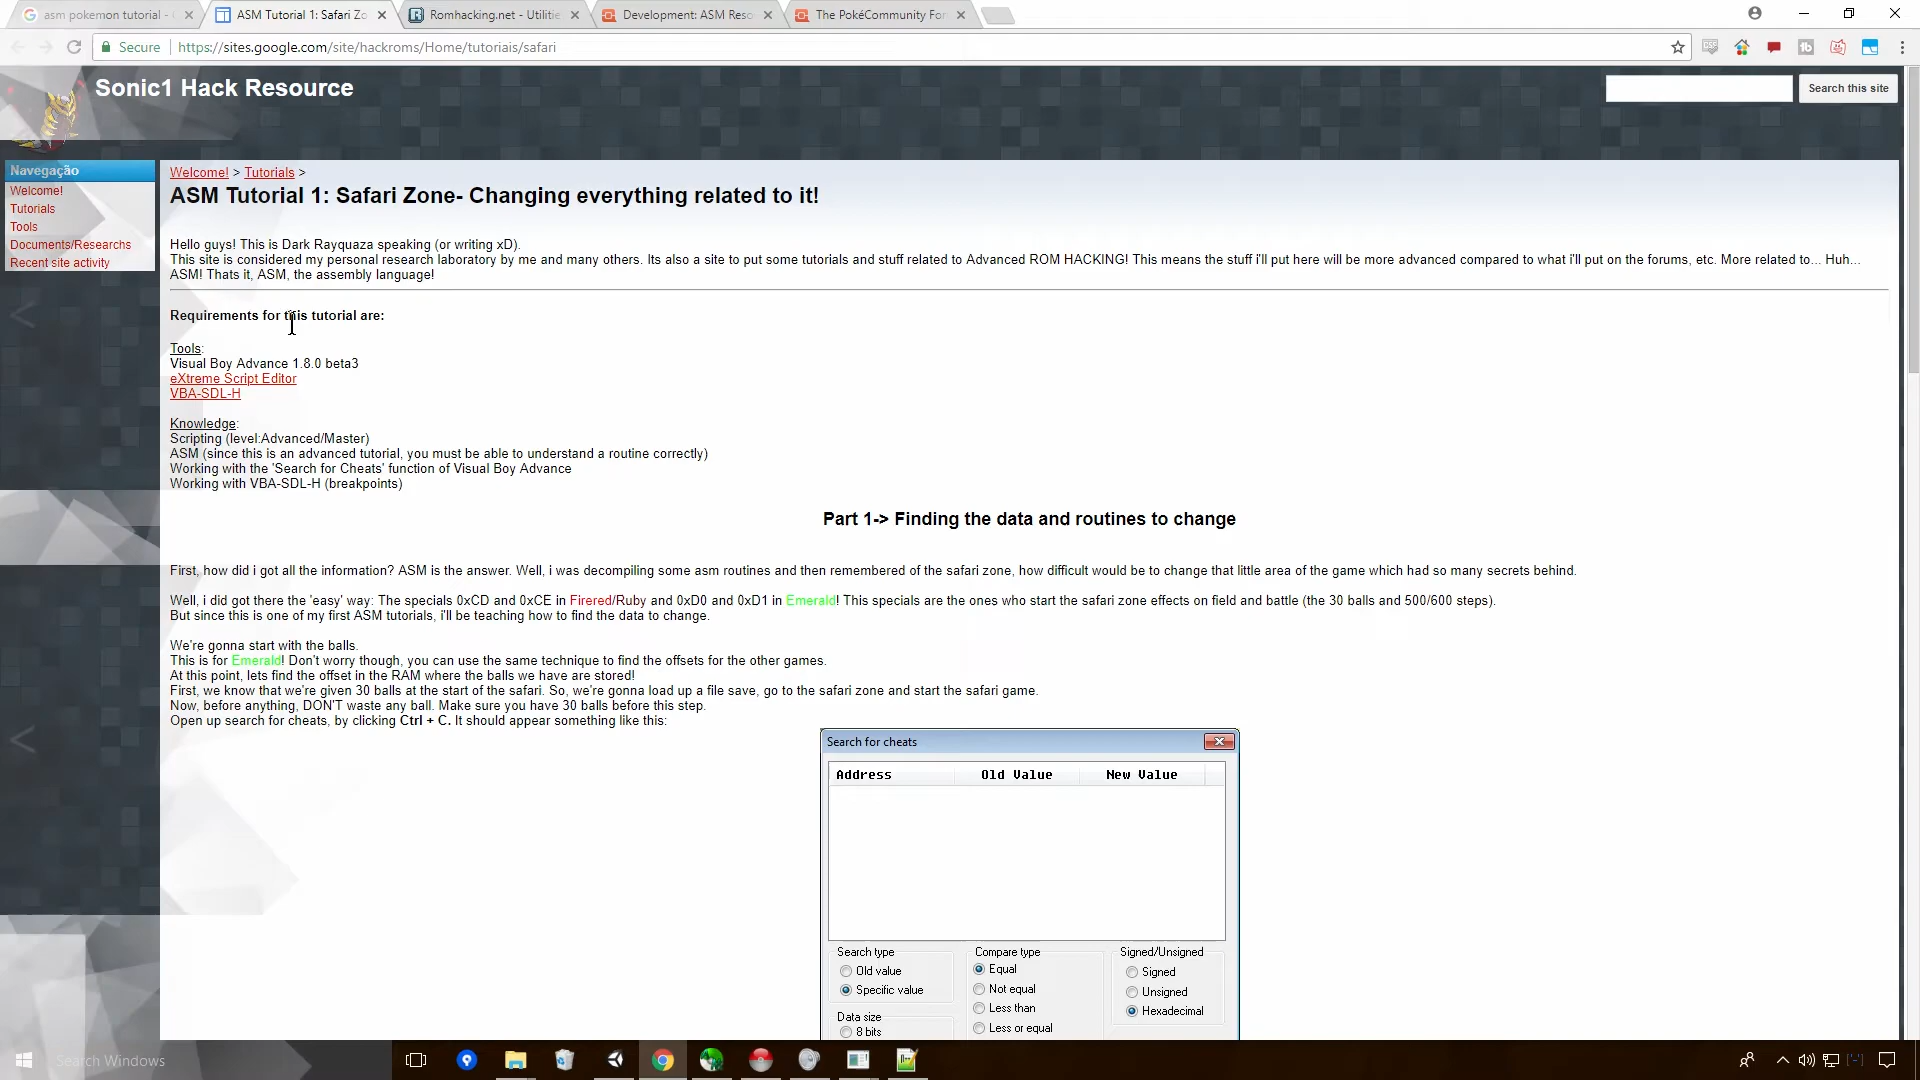 asm pokemon tutorial -
ASM Tutorial 1: Safari Zo
Romhacking.net - Utilitie
Development: ASM Reso
The PokéCommunity For
Secure
https://sites.google.com/site/hackroms/Home/tutoriais/safari
Sonic1 Hack Resource
Search this site
Navegação
Welcome!
Tutorials
Tools
Documents/Researchs
Recent site activity
Welcome! > Tutorials >
ASM Tutorial 1: Safari Zone- Changing everything related to it!
Hello guys! This is Dark Rayquaza speaking (or writing xD).
This site is considered my personal research laboratory by me and many others. Its also a site to put some tutorials and stuff related to Advanced ROM HACKING! This means the stuff i'll put here will be more advanced compared to what i'll put on the forums, etc. More related to... Huh...
ASM! Thats it, ASM, the assembly language!
Requirements for this tutorial are:
Tools:
Visual Boy Advance 1.8.0 beta3
eXtreme Script Editor
VBA-SDL-H
Knowledge:
Scripting (level:Advanced/Master)
ASM (since this is an advanced tutorial, you must be able to understand a routine correctly)
Working with the 'Search for Cheats' function of Visual Boy Advance
Working with VBA-SDL-H (breakpoints)
Part 1-> Finding the data and routines to change
First, how did i got all the information? ASM is the answer. Well, i was decompiling some asm routines and then remembered of the safari zone, how difficult would be to change that little area of the game which had so many secrets behind.
Well, i did got there the 'easy' way: The specials 0xCD and 0xCE in Firered/Ruby and 0xD0 and 0xD1 in Emerald! This specials are the ones who start the safari zone effects on field and battle (the 30 balls and 500/600 steps).
But since this is one of my first ASM tutorials, i'll be teaching how to find the data to change.
We're gonna start with the balls.
This is for Emerald! Don't worry though, you can use the same technique to find the offsets for the other games.
At this point, lets find the offset in the RAM where the balls we have are stored!
First, we know that we're given 30 balls at the start of the safari. So, we're gonna load up a file save, go to the safari zone and start the safari game.
Now, before anything, DON'T waste any ball. Make sure you have 30 balls before this step.
Open up search for cheats, by clicking Ctrl + C. It should appear something like this:
Search for cheats
Address Old Value New Value
Search type
Old value
Specific value
Data size
8 bits
Compare type
Equal
Not equal
Less than
Less or equal
Signed/Unsigned
Signed
Unsigned
Hexadecimal
Search Windows